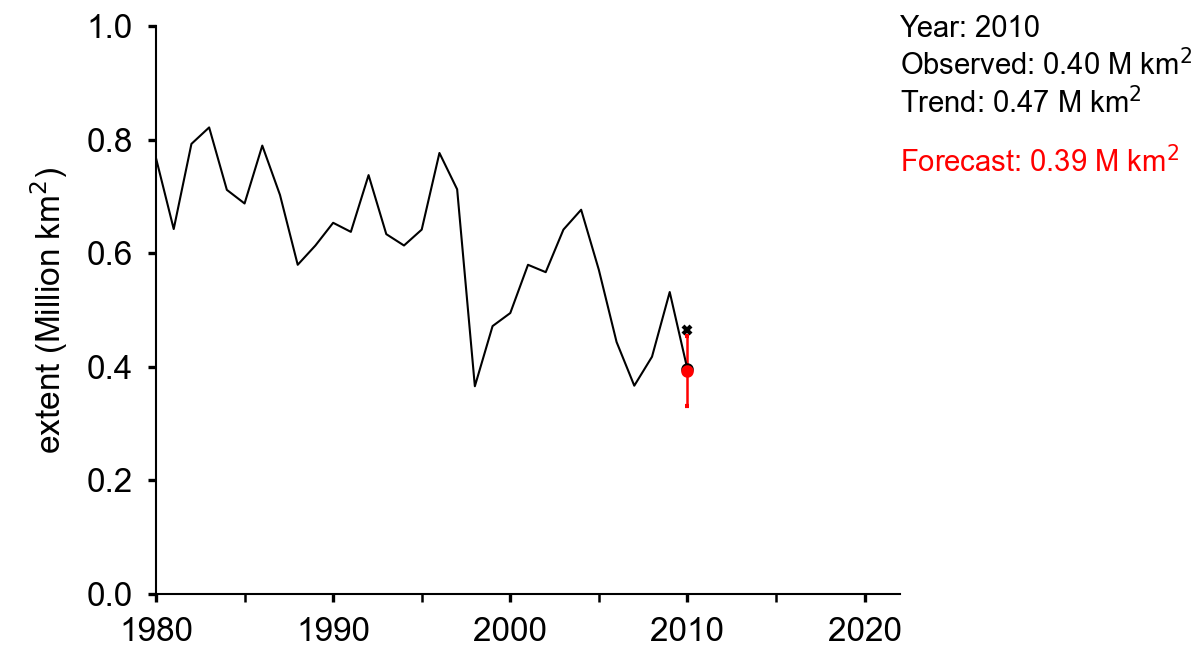 Year: 2010
Observed: 0.40 M km²
Trend: 0.47 M km²
Forecast: 0.39 M km²
extent (Million km²)
1.0
0.8
0.6
0.4
0.2
0.0
1980 1990 2000 2010 2020